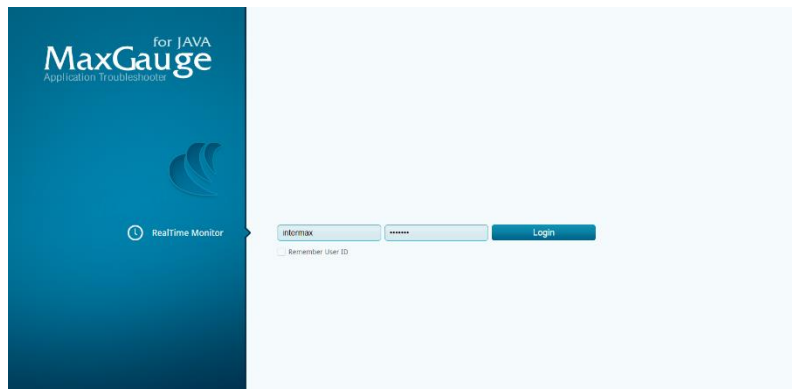 for JAVA
MaxGauge
Application Troubleshooter
RealTime Monitor
intermax
•••••••
Login
Remember User ID